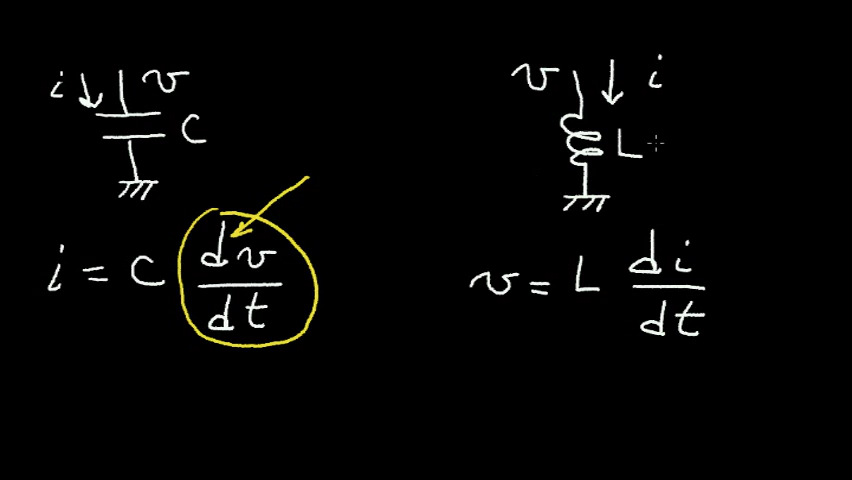 i v
C
i = C dv/dt
v i
L
v = L di/dt